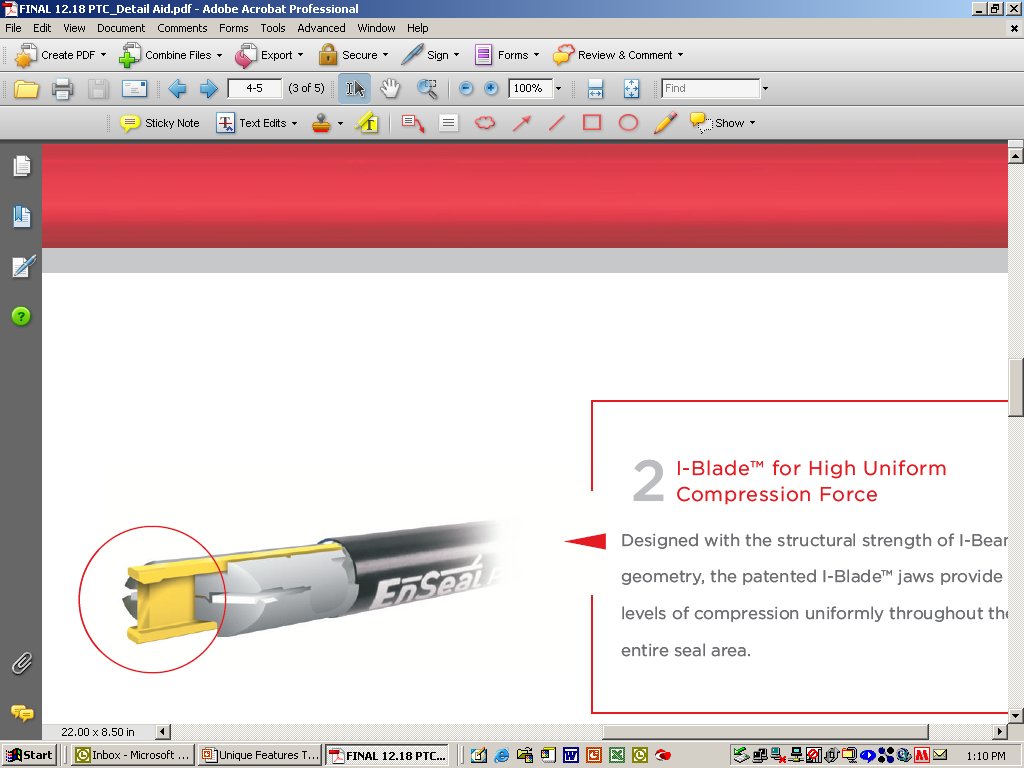 FINAL 12.18 PTC_Detail Aid.pdf - Adobe Acrobat Professional
File Edit View Document Comments Forms Tools Advanced Window Help
Create PDF Combine Files Export Secure Sign Forms Review & Comment
4-5 (3 of 5) 100% Find
Sticky Note Text Edits Show
2 I-Blade™ for High Uniform
Compression Force
Designed with the structural strength of I-Bear
geometry, the patented I-Blade™ jaws provide
levels of compression uniformly throughout the
entire seal area.
EnSeal
22.00 x 8.50 in
Start Inbox - Microsoft ... Unique Features T... FINAL 12.18 PTC... 1:10 PM